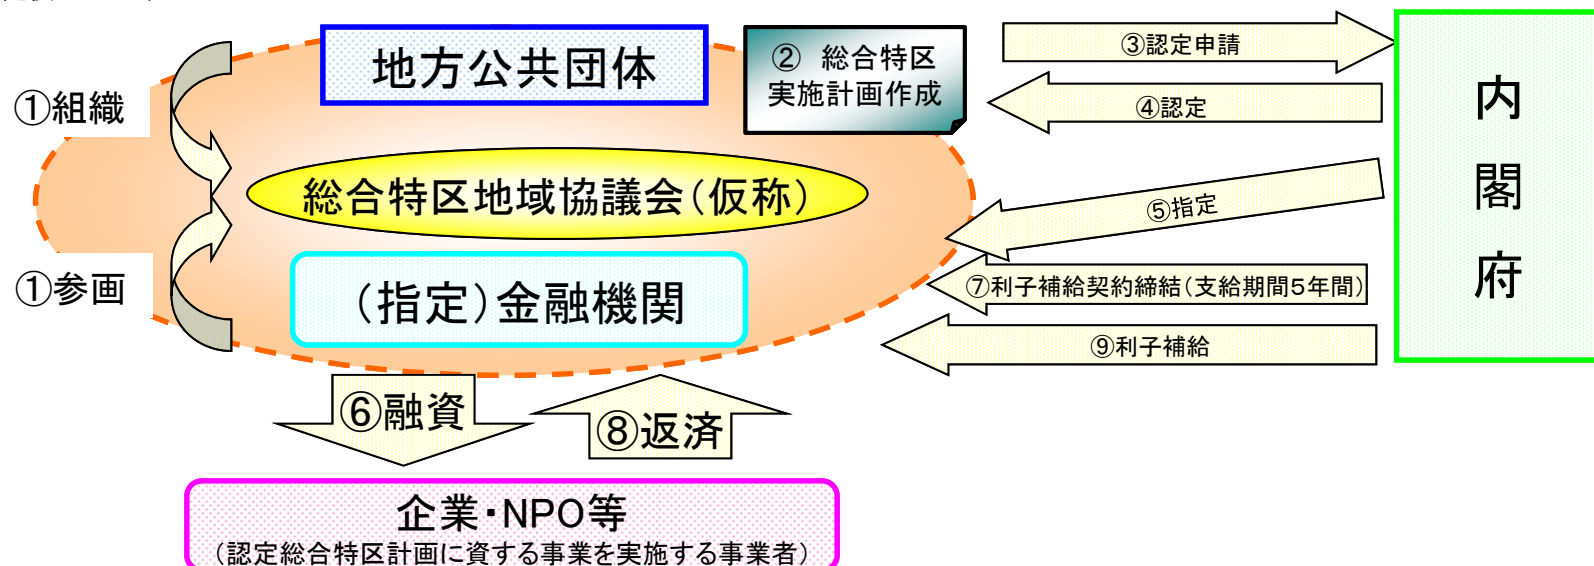 地方公共団体
② 総合特区
実施計画作成
③認定申請
④認定
内
閣
府
①組織
総合特区地域協議会(仮称)
⑤指定
①参画
(指定)金融機関
⑦利子補給契約締結(支給期間5年間)
⑨利子補給
⑥融資
⑧返済
企業・NPO等
(認定総合特区計画に資する事業を実施する事業者)